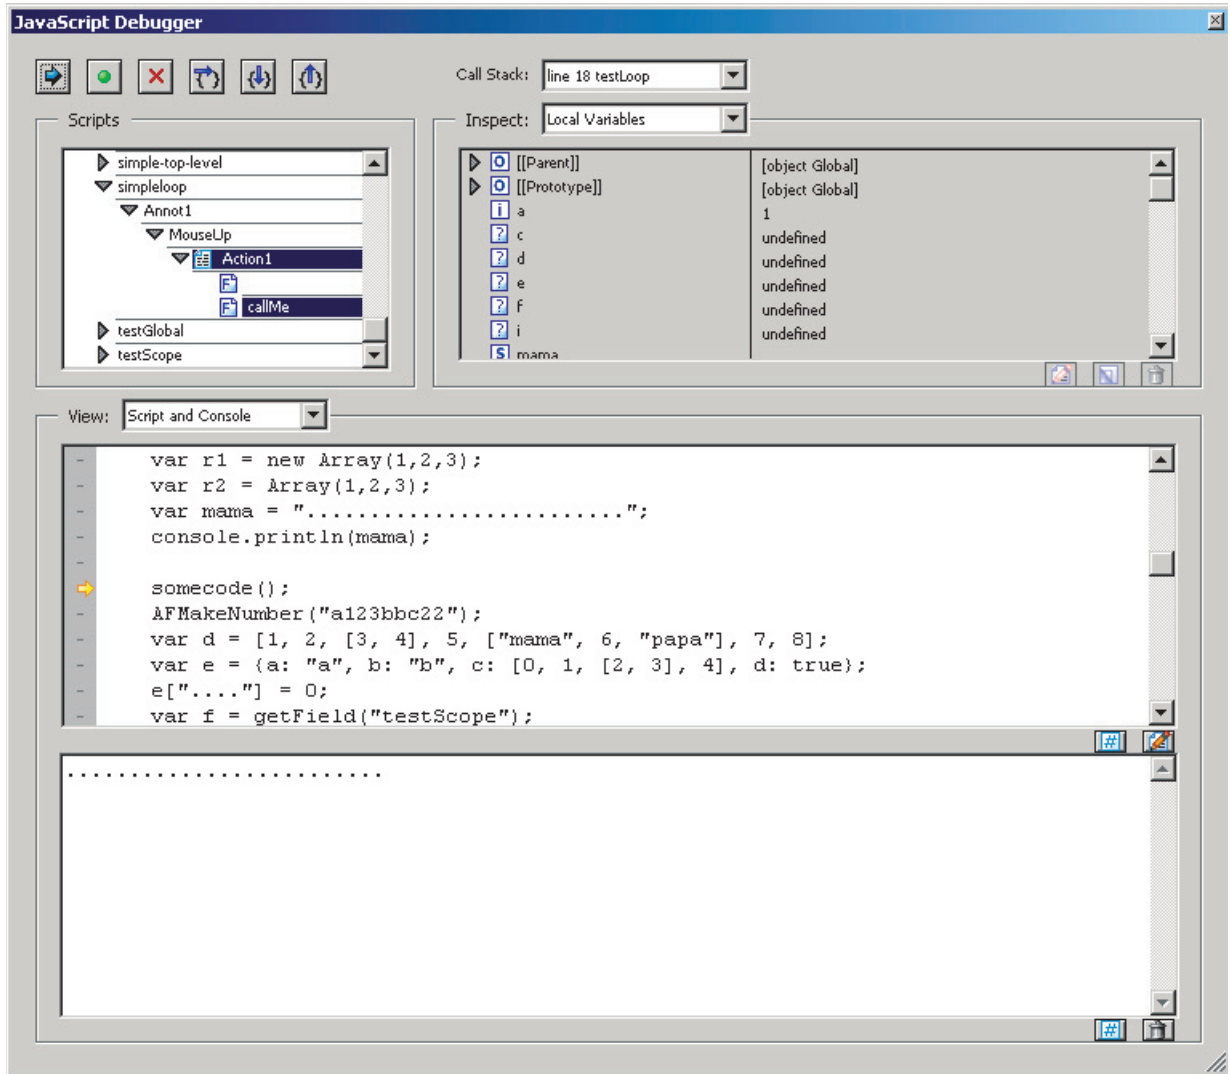 JavaScript Debugger
Call Stack: line 18 testLoop
Scripts
Inspect: Local Variables
simple-top-level
simpleloop
Annot1
MouseUp
Action1
callMe
testGlobal
testScope
[[Parent]] [object Global]
[[Prototype]] [object Global]
a 1
c undefined
d undefined
e undefined
f undefined
i undefined
mama
View: Script and Console
var r1 = new Array(1,2,3);
var r2 = Array(1,2,3);
var mama = ".........................";
console.println(mama);
somecode();
AFMakeNumber("a123bbc22");
var d = [1, 2, [3, 4], 5, ["mama", 6, "papa"], 7, 8];
var e = {a: "a", b: "b", c: [0, 1, [2, 3], 4], d: true};
e["...."] = 0;
var f = getField("testScope");
.........................